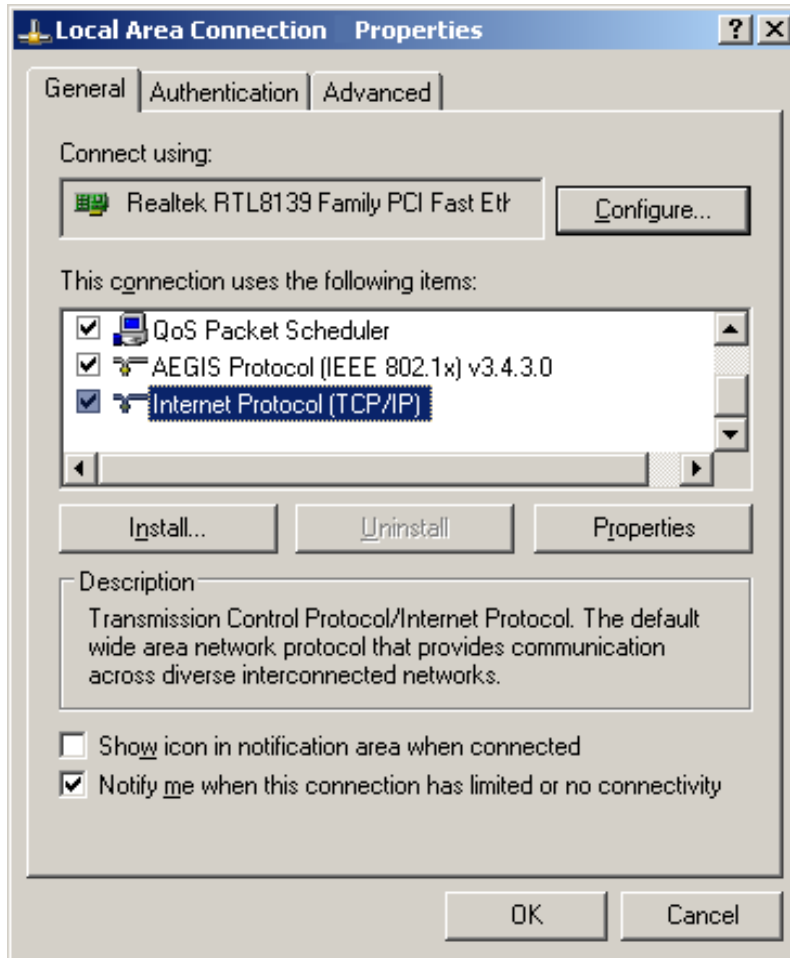 Local Area Connection Properties
General Authentication Advanced
Connect using:
Realtek RTL8139 Family PCI Fast Eth
Configure...
This connection uses the following items:
QoS Packet Scheduler
AEGIS Protocol (IEEE 802.1x) v3.4.3.0
Internet Protocol (TCP/IP)
Install... Uninstall Properties
Description
Transmission Control Protocol/Internet Protocol. The default
wide area network protocol that provides communication
across diverse interconnected networks.
Show icon in notification area when connected
Notify me when this connection has limited or no connectivity
OK Cancel